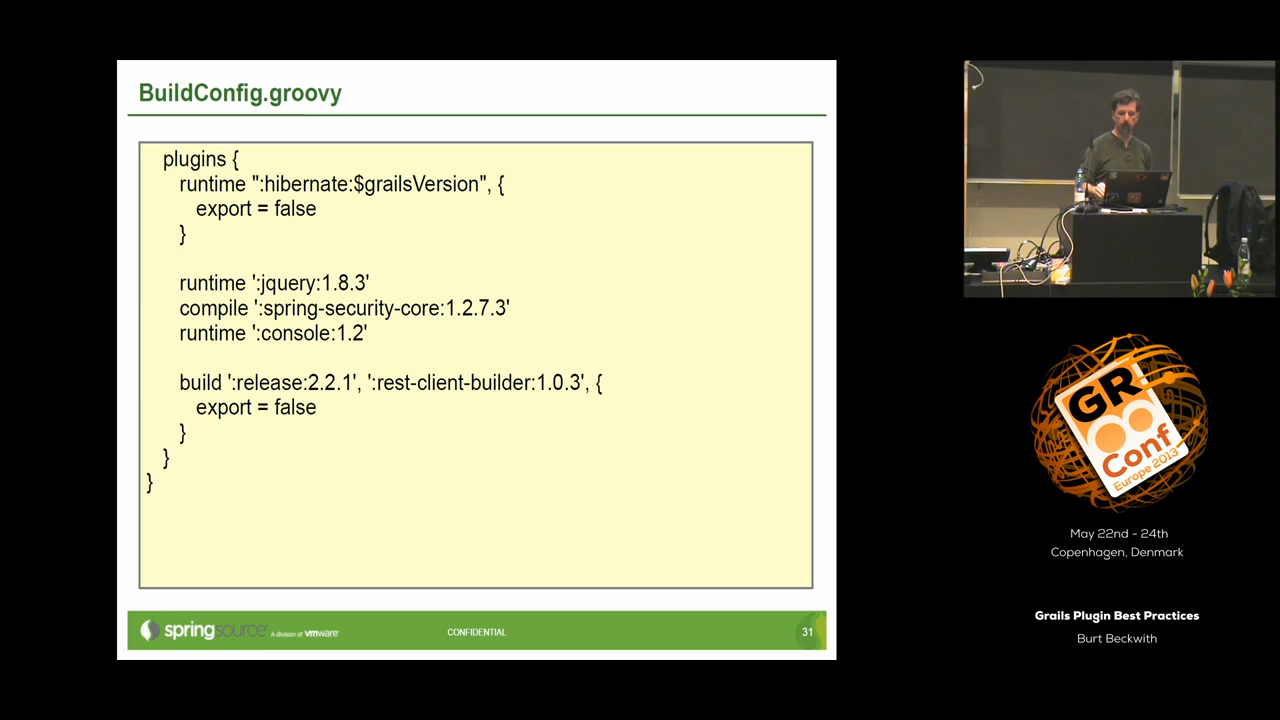 BuildConfig.groovy
plugins {
runtime ":hibernate:$grailsVersion", {
export = false
}
runtime ':jquery:1.8.3'
compile ':spring-security-core:1.2.7.3'
runtime ':console:1.2'
build ':release:2.2.1', ':rest-client-builder:1.0.3', {
export = false
}
}
}
springsource A division of vmware
CONFIDENTIAL
31
GR8
Conf
Europe 2013
May 22nd - 24th
Copenhagen, Denmark
Grails Plugin Best Practices
Burt Beckwith